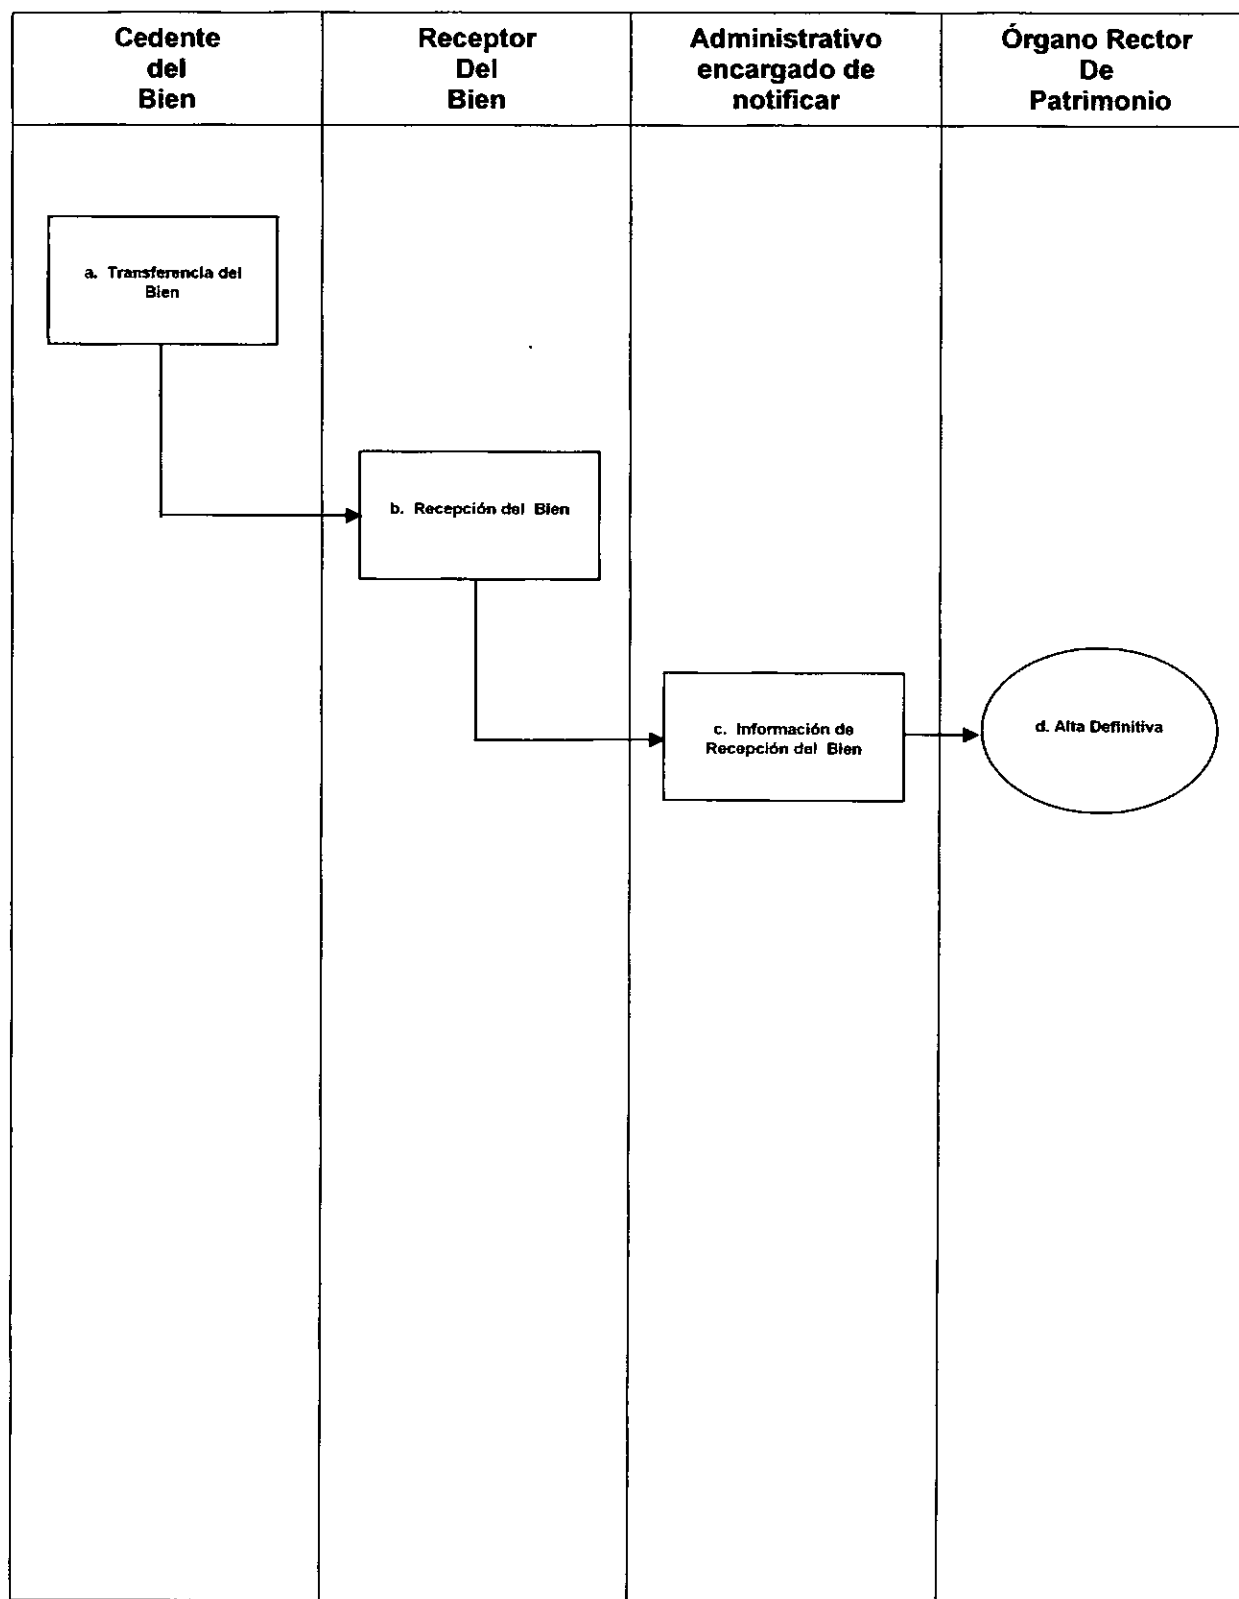 Cedente
del
Bien
Receptor
Del
Bien
Administrativo
encargado de
notificar
Órgano Rector
De
Patrimonio
a. Transferencia del
Bien
b. Recepción del Bien
c. Información de
Recepción del Bien
d. Alta Definitiva